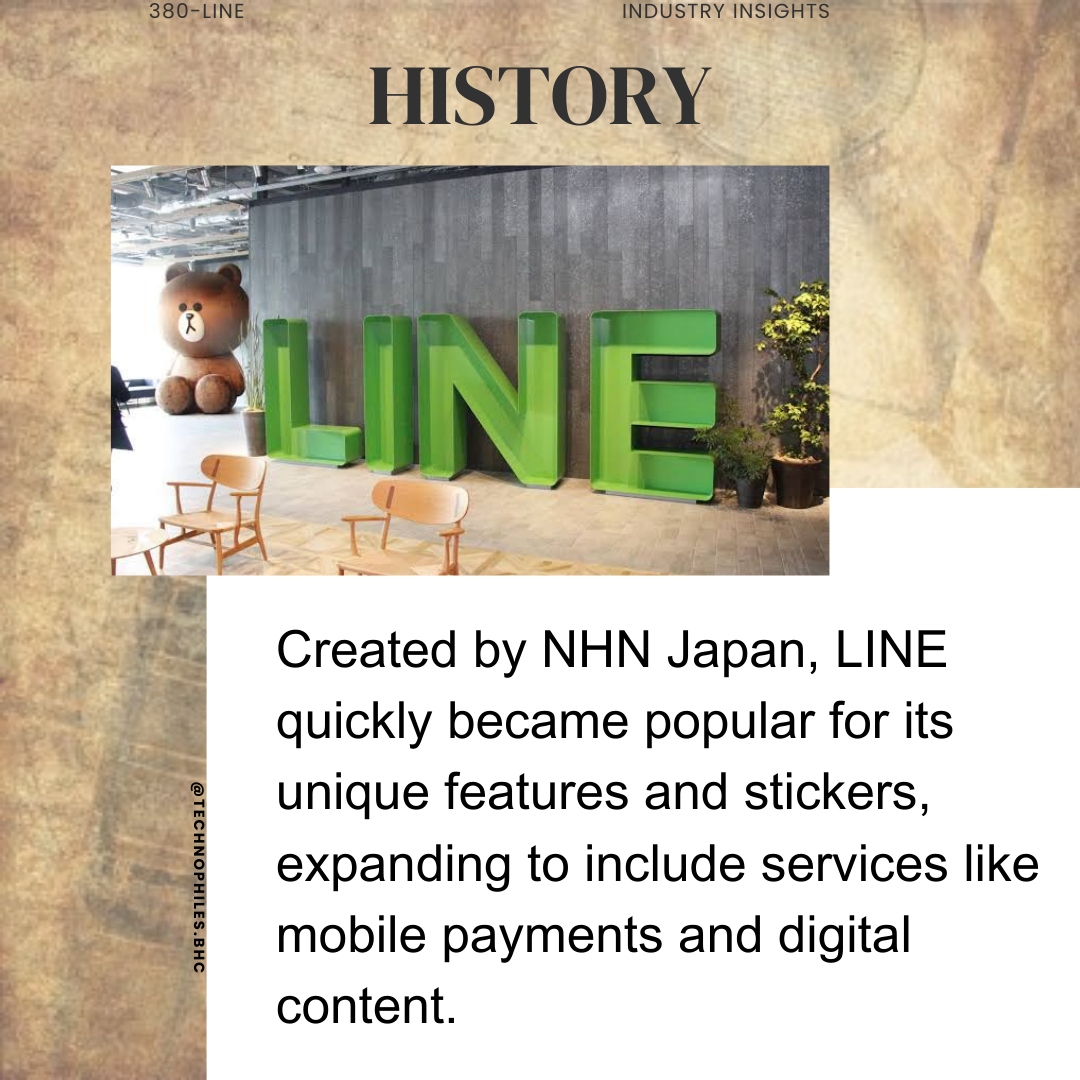 380-LINE
INDUSTRY INSIGHTS
HISTORY
LINE
Created by NHN Japan, LINE
quickly became popular for its
unique features and stickers,
expanding to include services like
mobile payments and digital
content.
@TECHNOPHILES.BHC